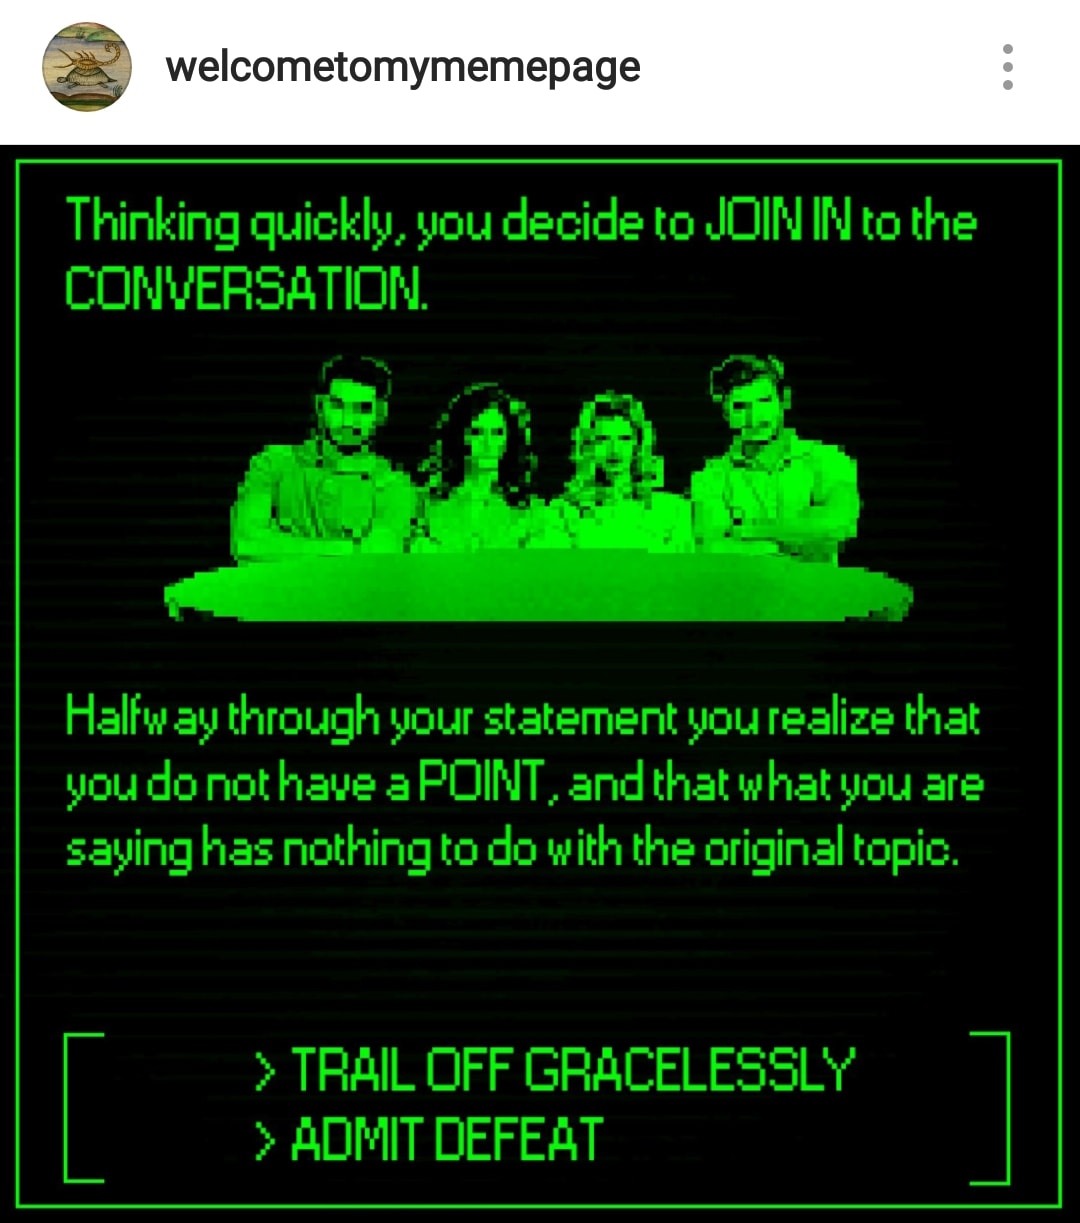 welcometomymemepage
Thinking quickly, you decide to JOIN IN to the
CONVERSATION.
Halfway through your statement you realize that
you do not have a POINT, and that what you are
saying has nothing to do with the original topic.
> TRAIL OFF GRACELESSLY
> ADMIT DEFEAT